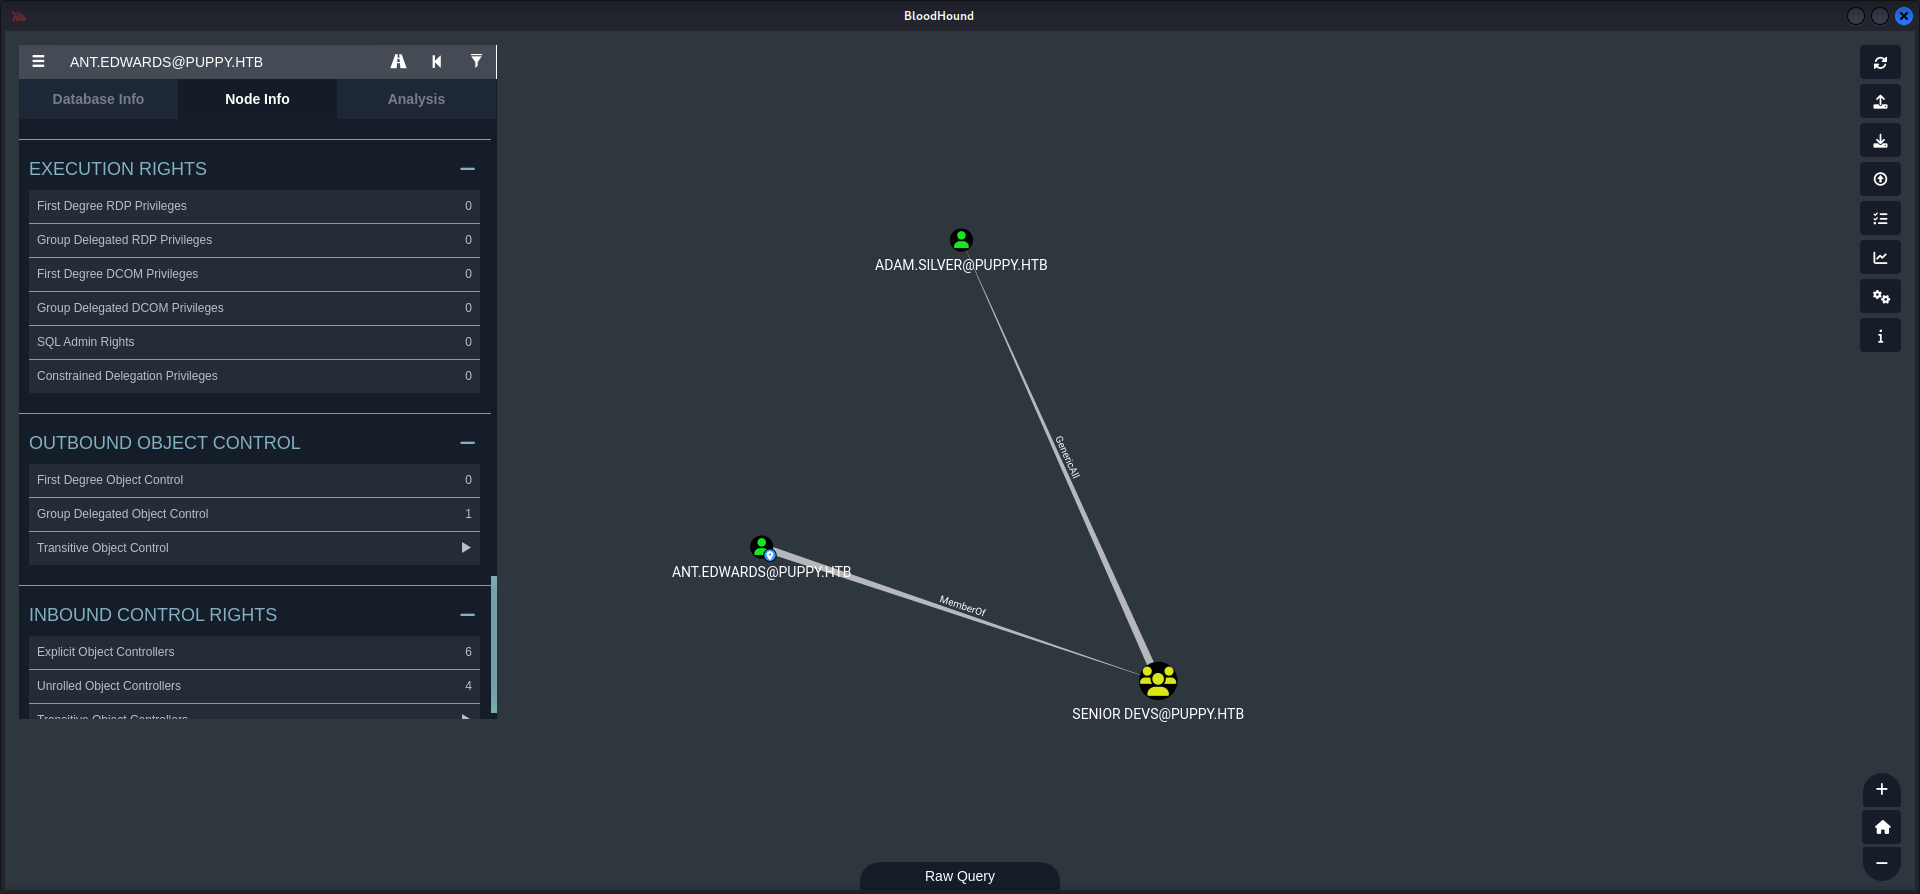 BloodHound
ANT.EDWARDS@PUPPY.HTB
Database Info
Node Info
Analysis
EXECUTION RIGHTS
First Degree RDP Privileges 0
Group Delegated RDP Privileges 0
First Degree DCOM Privileges 0
Group Delegated DCOM Privileges 0
SQL Admin Rights 0
Constrained Delegation Privileges 0
OUTBOUND OBJECT CONTROL
First Degree Object Control 0
Group Delegated Object Control 1
Transitive Object Control
INBOUND CONTROL RIGHTS
Explicit Object Controllers 6
Unrolled Object Controllers 4
Transitive Object Controllers
ADAM.SILVER@PUPPY.HTB
GenericAll
ANT.EDWARDS@PUPPY.HTB
MemberOf
SENIOR DEVS@PUPPY.HTB
Raw Query